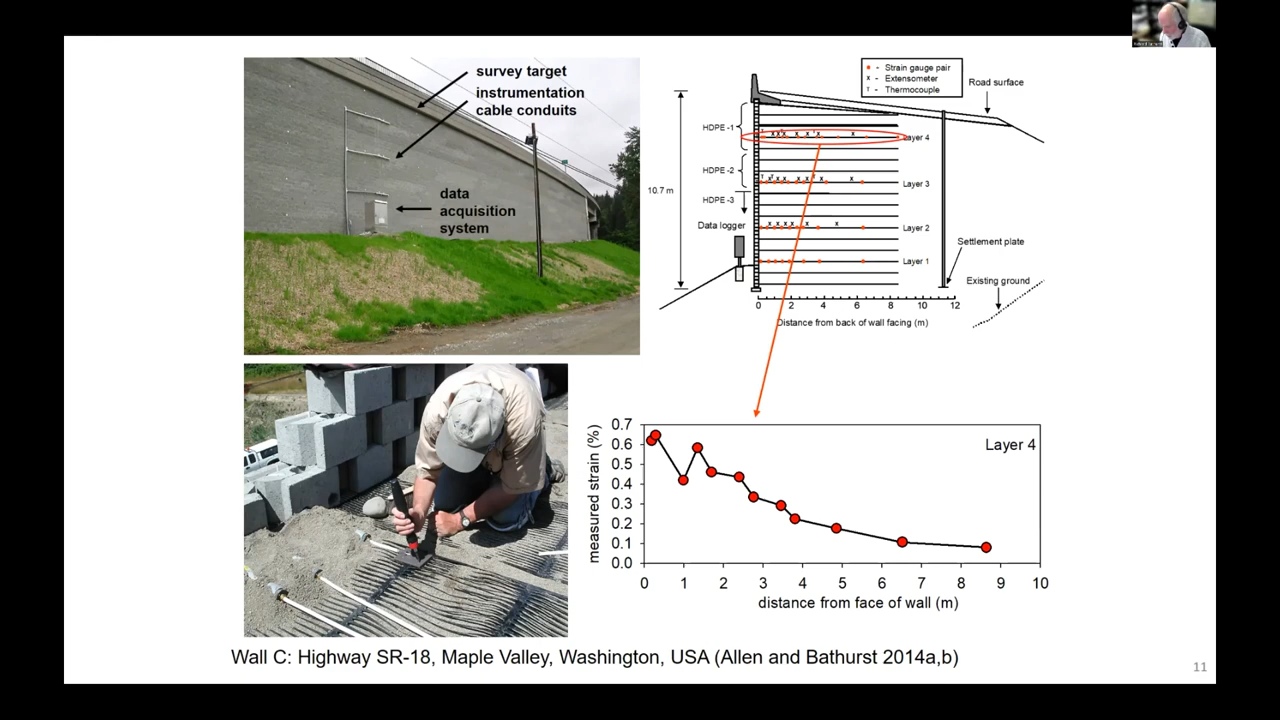 survey target
instrumentation
cable conduits
data
acquisition
system
- Strain gauge pair
x - Extensometer
T - Thermocouple
Road surface
HDPE -1
Layer 4
HDPE -2
10.7 m
Layer 3
HDPE -3
Data logger
Layer 2
Settlement plate
Layer 1
Existing ground
0 2 4 6 8 10 12
Distance from back of wall facing (m)
0.7
0.6
0.5
0.4
0.3
0.2
0.1
0.0
measured strain (%)
Layer 4
0 1 2 3 4 5 6 7 8 9 10
distance from face of wall (m)
Wall C: Highway SR-18, Maple Valley, Washington, USA (Allen and Bathurst 2014a,b)
11